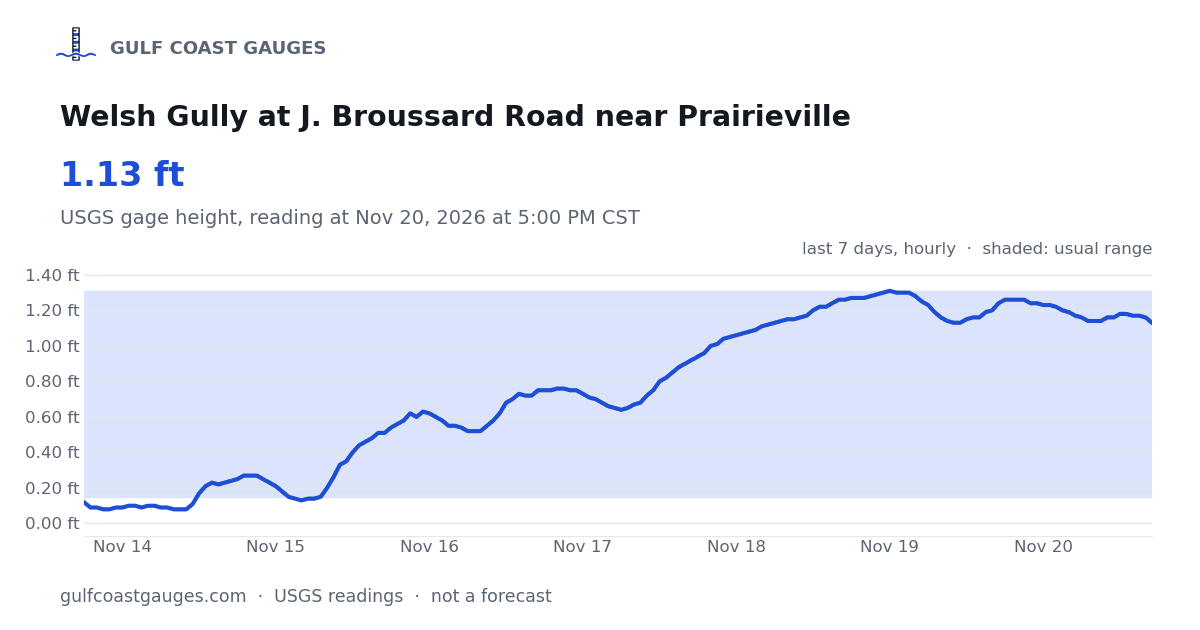 GULF COAST GAUGES
Welsh Gully at J. Broussard Road near Prairieville
1.13 ft
USGS gage height, reading at Nov 20, 2026 at 5:00 PM CST
last 7 days, hourly · shaded: usual range
1.40 ft
1.20 ft
1.00 ft
0.80 ft
0.60 ft
0.40 ft
0.20 ft
0.00 ft
Nov 14 Nov 15 Nov 16 Nov 17 Nov 18 Nov 19 Nov 20
gulfcoastgauges.com · USGS readings · not a forecast